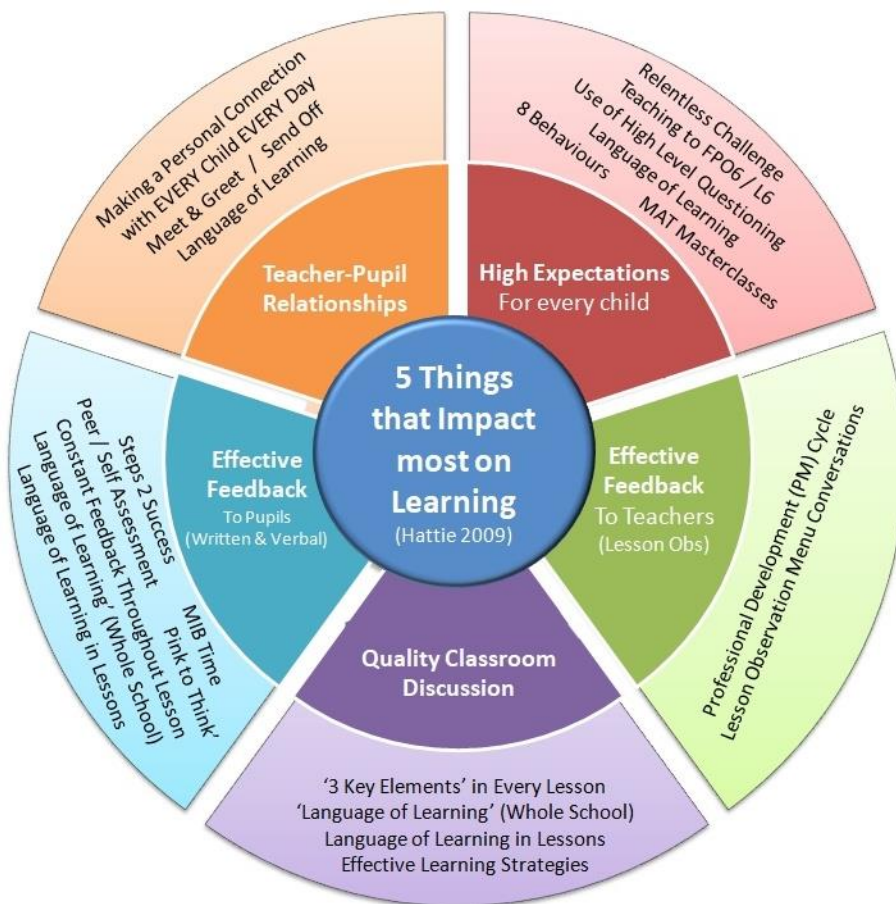 5 Things
that Impact
most on
Learning
(Hattie 2009)
High Expectations
For every child
Relentless Challenge
Teaching to FPO6 / L6
Use of High Level Questioning
Language of Learning
8 Behaviours
MAT Masterclasses
Effective
Feedback
To Teachers
(Lesson Obs)
Professional Development (PM) Cycle
Lesson Observation Menu Conversations
Quality Classroom
Discussion
‘3 Key Elements’ in Every Lesson
‘Language of Learning’ (Whole School)
Language of Learning in Lessons
Effective Learning Strategies
Effective
Feedback
To Pupils
(Written & Verbal)
MIB Time
Steps 2 Success
Pink to Think’
Peer / Self Assessment
Constant Feedback Throughout Lesson
Language of Learning’ (Whole School)
Language of Learning in Lessons
Teacher-Pupil
Relationships
Making a Personal Connection
with EVERY Child EVERY Day
Meet & Greet / Send Off
Language of Learning